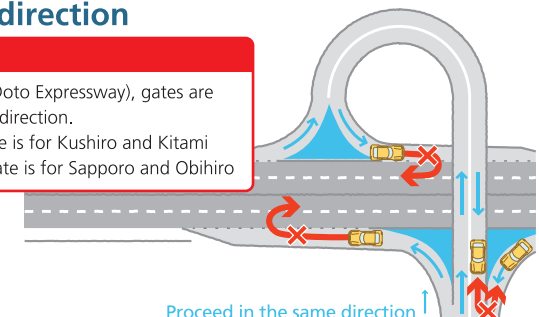 direction
Doto Expressway), gates are
direction.
e is for Kushiro and Kitami
ate is for Sapporo and Obihiro
Proceed in the same direction